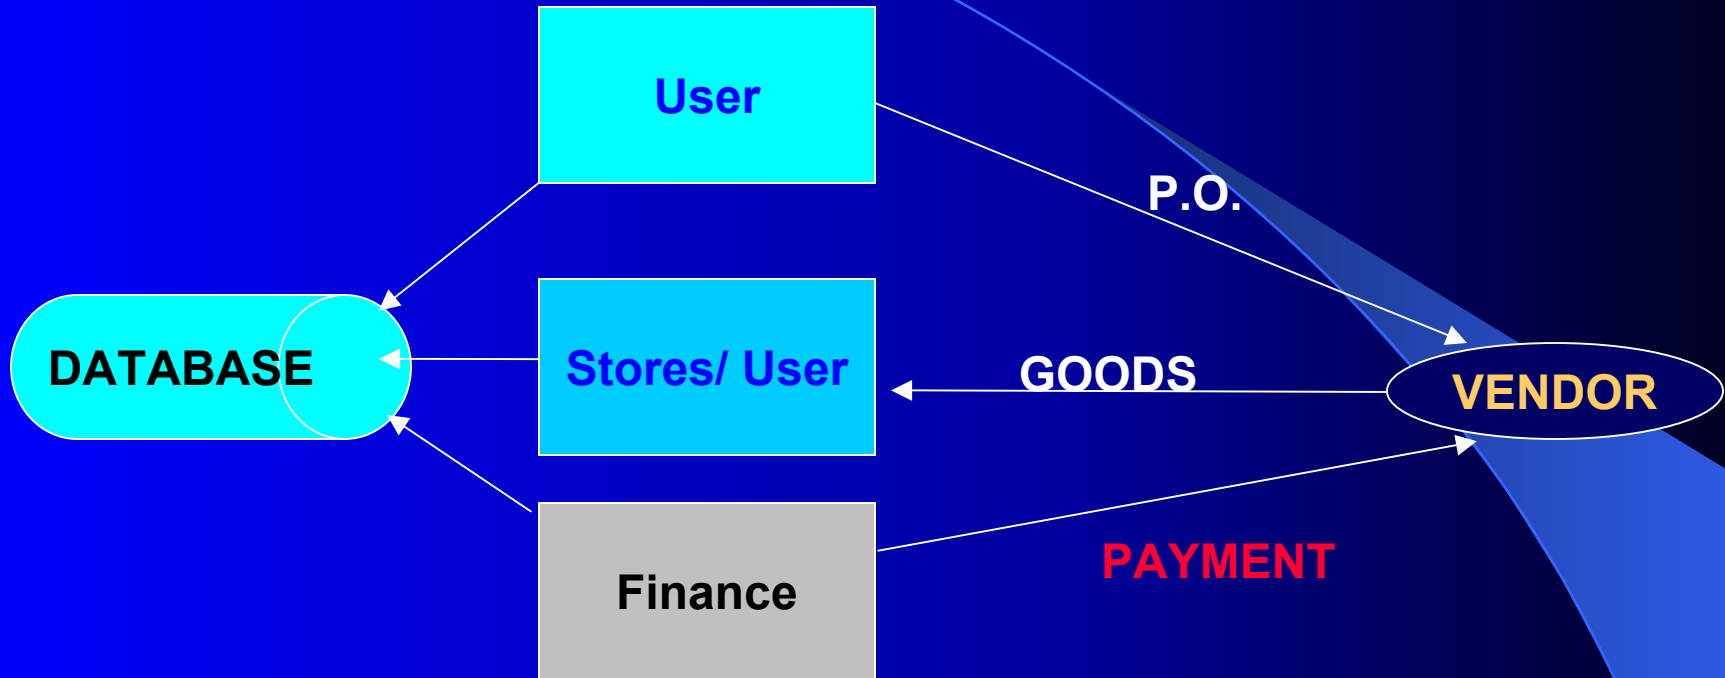 User
P.O.
DATABASE
Stores/ User
GOODS
VENDOR
PAYMENT
Finance